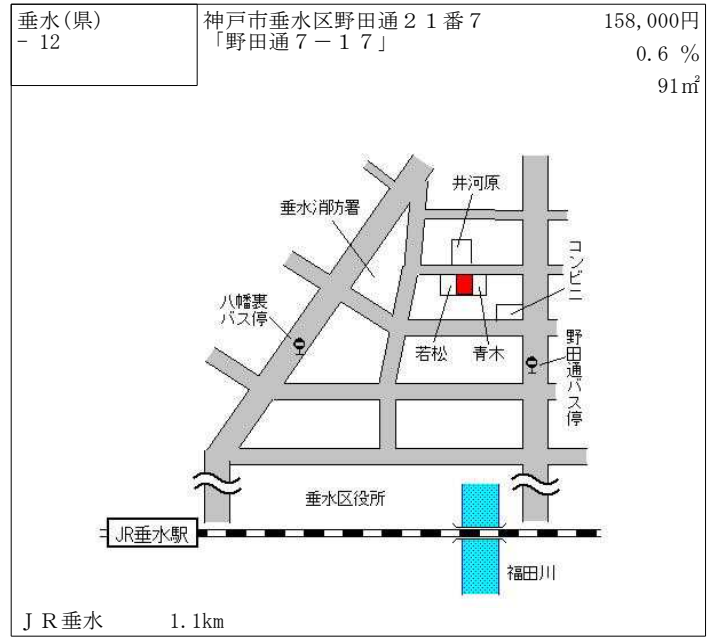 垂水(県)
- 12
神戸市垂水区野田通２１番７
「野田通７－１７」
158,000円
0.6 %
91㎡
井河原
垂水消防署
コンビニ
八幡裏
バス停
若松
青木
野田通バス停
垂水区役所
JR垂水駅
福田川
ＪＲ垂水 1.1km